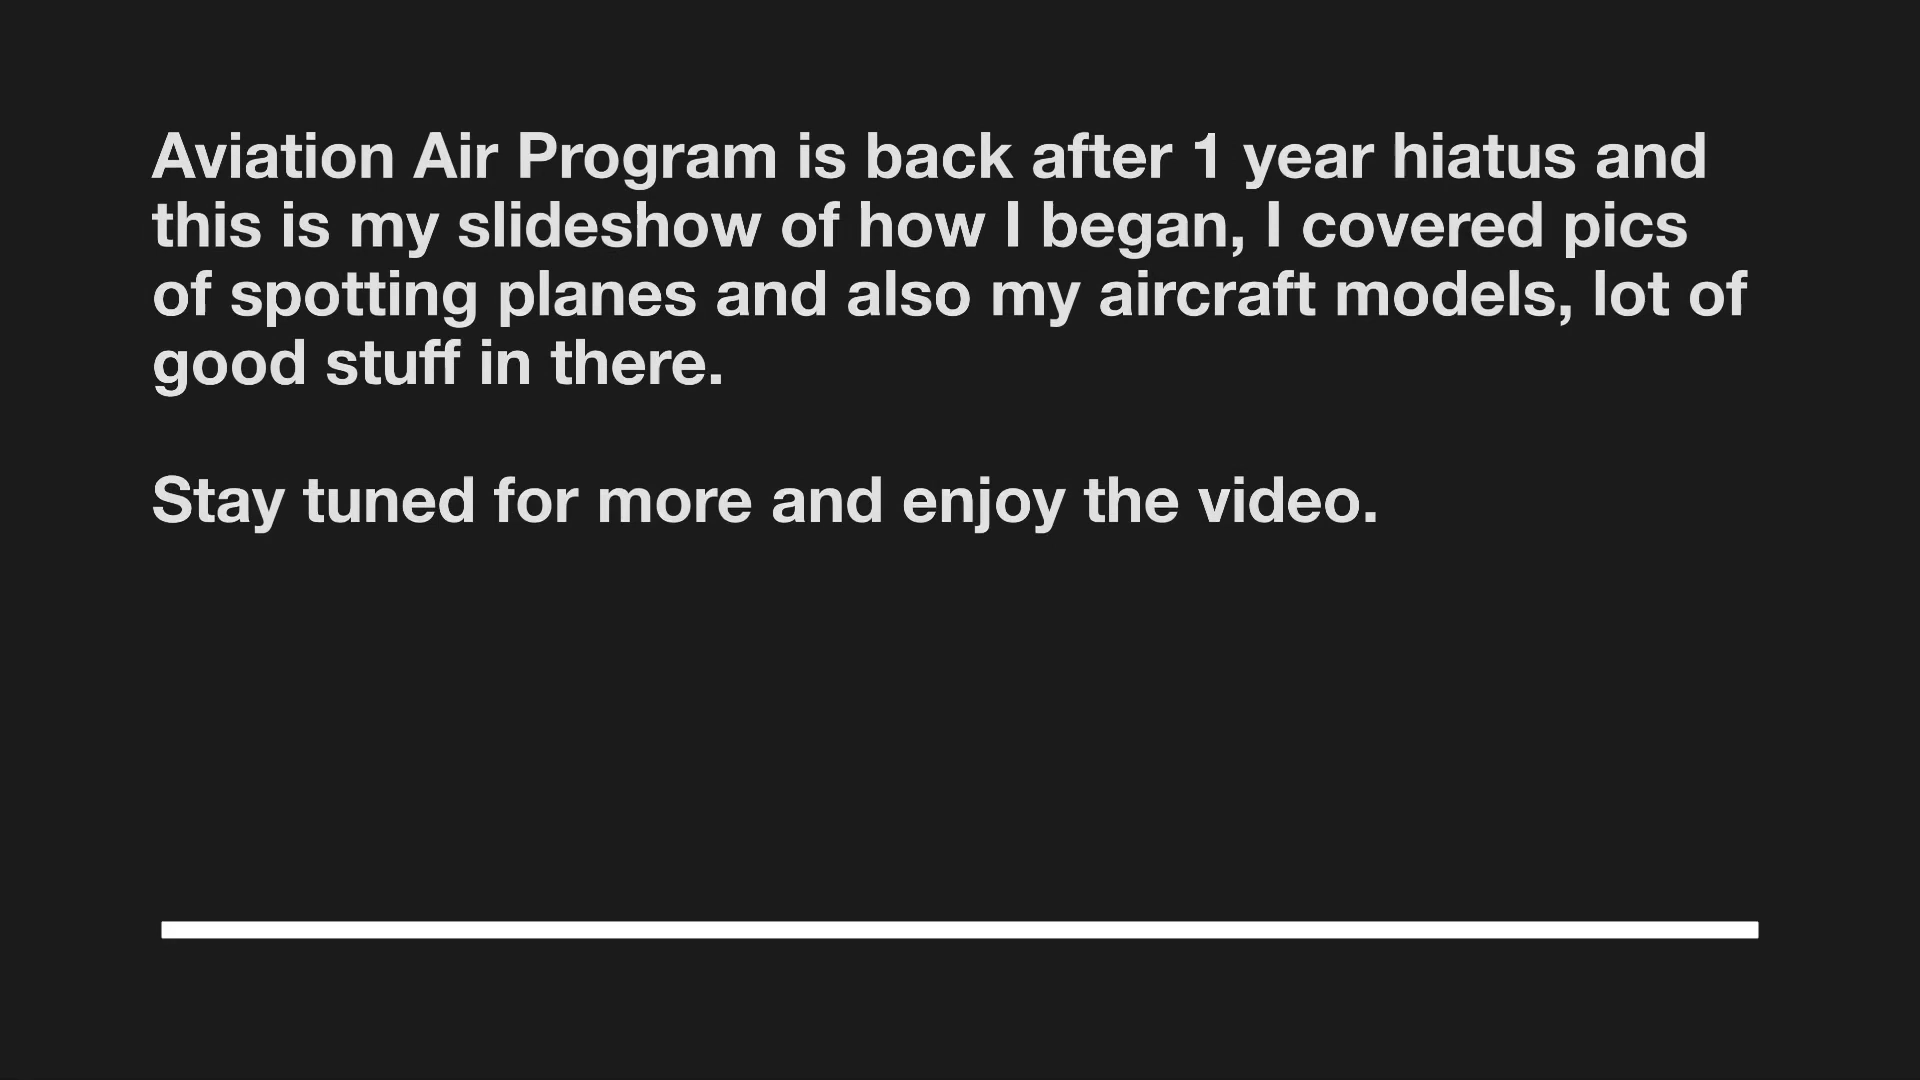 Aviation Air Program is back after 1 year hiatus and
this is my slideshow of how I began, I covered pics
of spotting planes and also my aircraft models, lot of
good stuff in there.
Stay tuned for more and enjoy the video.